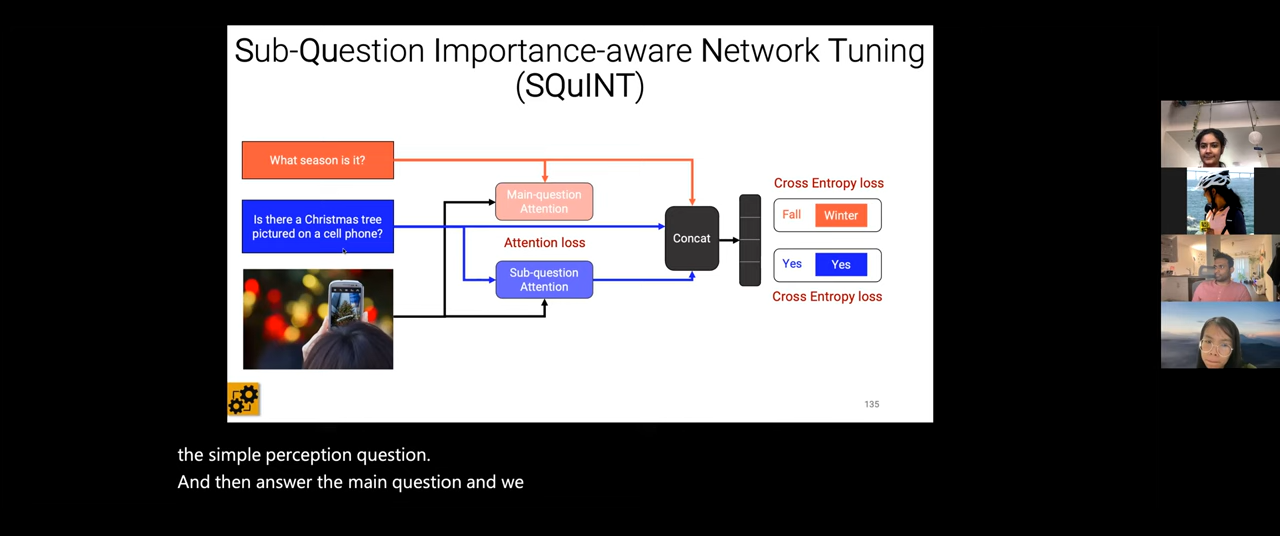 Sub-Question Importance-aware Network Tuning
(SQuINT)
What season is it?
Is there a Christmas tree
pictured on a cell phone?
Main-question
Attention
Attention loss
Sub-question
Attention
Concat
Cross Entropy loss
Fall Winter
Yes Yes
Cross Entropy loss
135
the simple perception question.
And then answer the main question and we